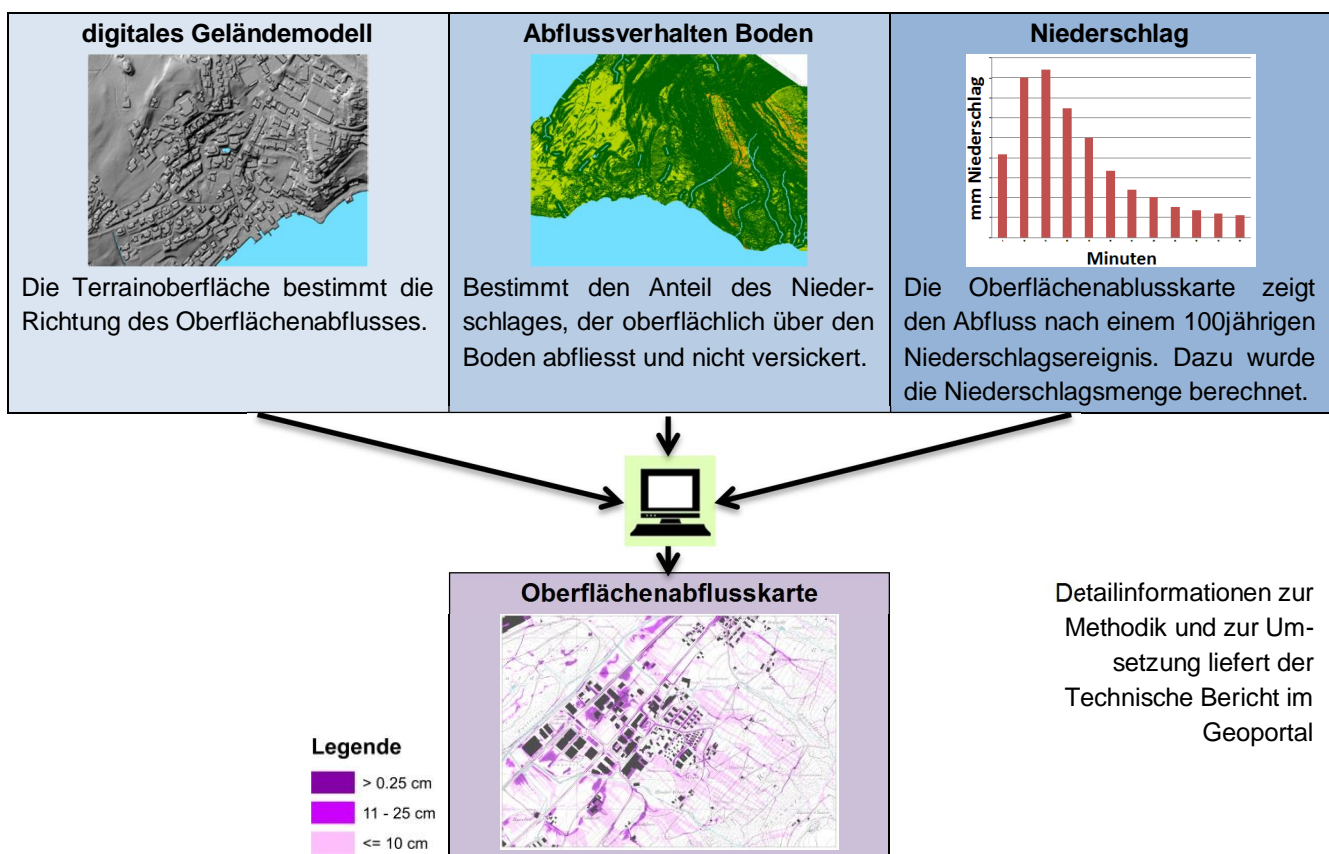 digitales Geländemodell
Die Terrainoberfläche bestimmt die
Richtung des Oberflächenabflusses.
Abflussverhalten Boden
Bestimmt den Anteil des Nieder-
schlages, der oberflächlich über den
Boden abfliesst und nicht versickert.
Niederschlag
mm Niederschlag
Minuten
Die Oberflächenablusskarte zeigt
den Abfluss nach einem 100jährigen
Niederschlagsereignis. Dazu wurde
die Niederschlagsmenge berechnet.
Oberflächenabflusskarte
Legende
> 0.25 cm
11 - 25 cm
<= 10 cm
Detailinformationen zur
Methodik und zur Um-
setzung liefert der
Technische Bericht im
Geoportal